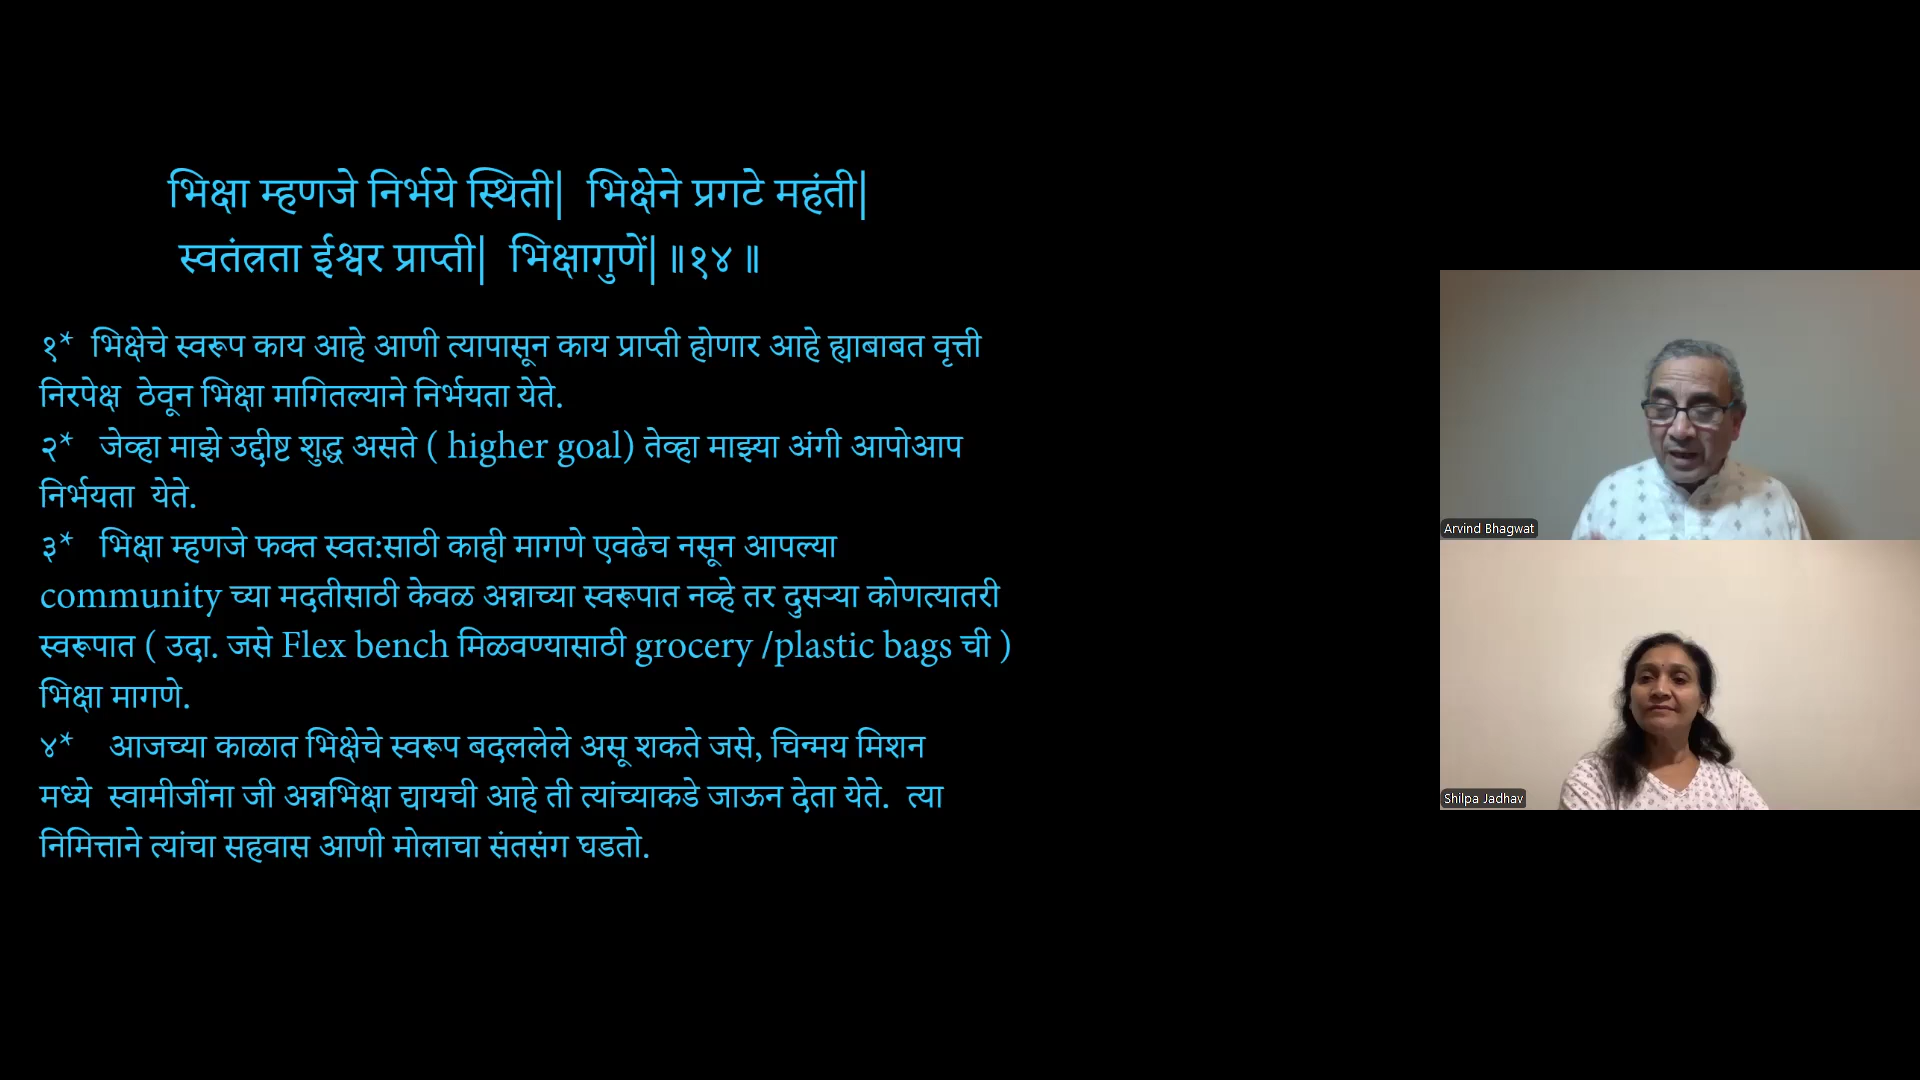 भिक्षा म्हणजे निर्भये स्थिती|  भिक्षेने प्रगटे महंती|
स्वतंत्रता ईश्वर प्राप्ती|  भिक्षागुणें| ॥१४॥
१*  भिक्षेचे स्वरूप काय आहे आणी त्यापासून काय प्राप्ती होणार आहे ह्याबाबत वृत्ती
निरपेक्ष  ठेवून भिक्षा मागितल्याने निर्भयता येते.
२*   जेव्हा माझे उद्दीष्ट शुद्ध असते ( higher goal) तेव्हा माझ्या अंगी आपोआप
निर्भयता  येते.
३*   भिक्षा म्हणजे फक्त स्वत:साठी काही मागणे एवढेच नसून आपल्या
community च्या मदतीसाठी केवळ अन्नाच्या स्वरूपात नव्हे तर दुसऱ्या कोणत्यातरी
स्वरूपात ( उदा. जसे Flex bench मिळवण्यासाठी grocery /plastic bags ची )
भिक्षा मागणे.
४*    आजच्या काळात भिक्षेचे स्वरूप बदललेले असू शकते जसे, चिन्मय मिशन
मध्ये  स्वामीजींना जी अन्नभिक्षा द्यायची आहे ती त्यांच्याकडे जाऊन देता येते.  त्या
निमित्ताने त्यांचा सहवास आणी मोलाचा संतसंग घडतो.
Arvind Bhagwat
Shilpa Jadhav